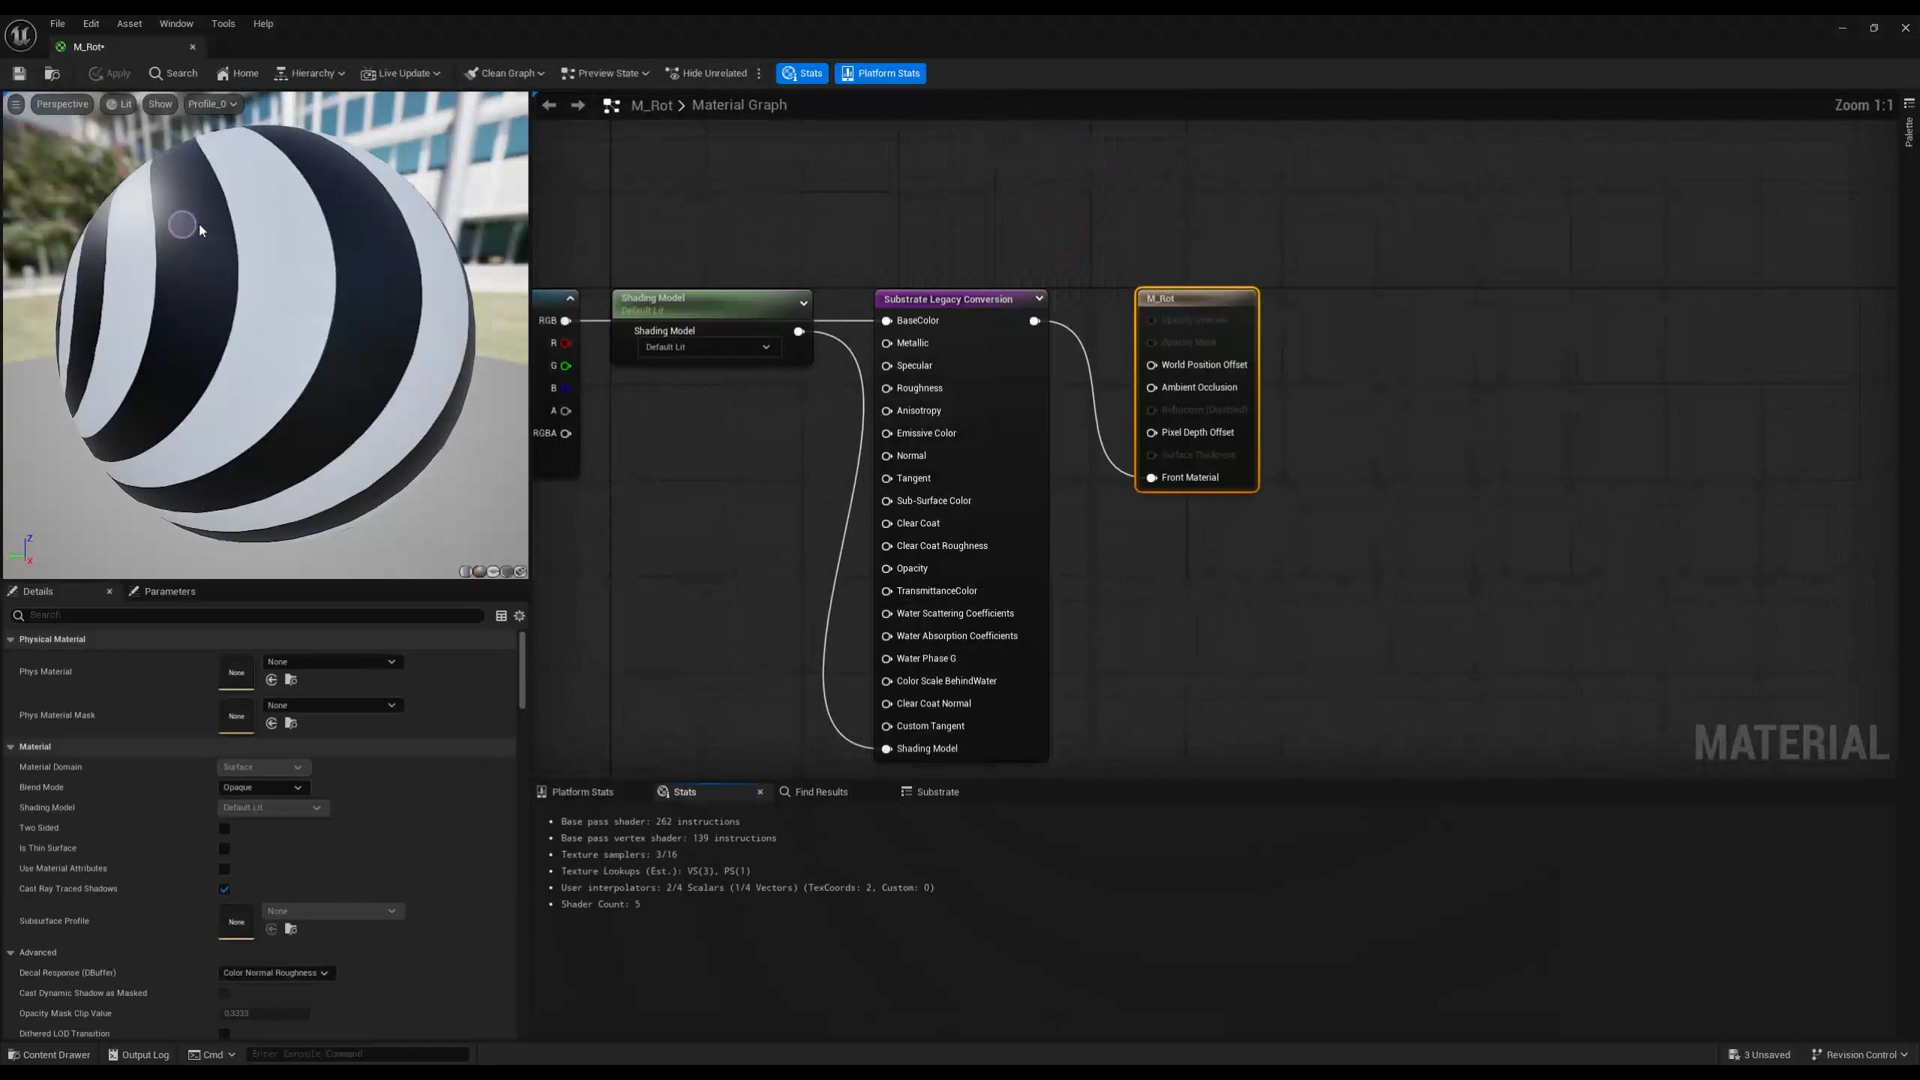 File Edit Asset Window Tools Help
M_Rot*
Apply Search Home Hierarchy Live Update Clean Graph Preview State Hide Unrelated Stats Platform Stats
Perspective Lit Show Profile_0
M_Rot > Material Graph
Zoom 1:1
Palette
RGB
R
G
B
A
RGBA
Shading Model
Default Lit
Shading Model
Default Lit
Substrate Legacy Conversion
BaseColor
Metallic
Specular
Roughness
Anisotropy
Emissive Color
Normal
Tangent
Sub-Surface Color
Clear Coat
Clear Coat Roughness
Opacity
TransmittanceColor
Water Scattering Coefficients
Water Absorption Coefficients
Water Phase G
Color Scale BehindWater
Clear Coat Normal
Custom Tangent
Shading Model
M_Rot
Opacity Override
Opacity Mask
World Position Offset
Ambient Occlusion
Refraction (Disabled)
Pixel Depth Offset
Surface Thickness
Front Material
MATERIAL
Z
X
Details Parameters
Search
Physical Material
Phys Material None None
Phys Material Mask None None
Material
Material Domain Surface
Blend Mode Opaque
Shading Model Default Lit
Two Sided
Is Thin Surface
Use Material Attributes
Cast Ray Traced Shadows
Subsurface Profile None None
Advanced
Decal Response (DBuffer) Color Normal Roughness
Cast Dynamic Shadow as Masked
Opacity Mask Clip Value 0.3333
Dithered LOD Transition
Platform Stats Stats Find Results Substrate
Base pass shader: 262 instructions
Base pass vertex shader: 139 instructions
Texture samplers: 3/16
Texture Lookups (Est.): VS(3), PS(1)
User interpolators: 2/4 Scalars (1/4 Vectors) (TexCoords: 2, Custom: 0)
Shader Count: 5
Content Drawer Output Log Cmd Enter Console Command 3 Unsaved Revision Control